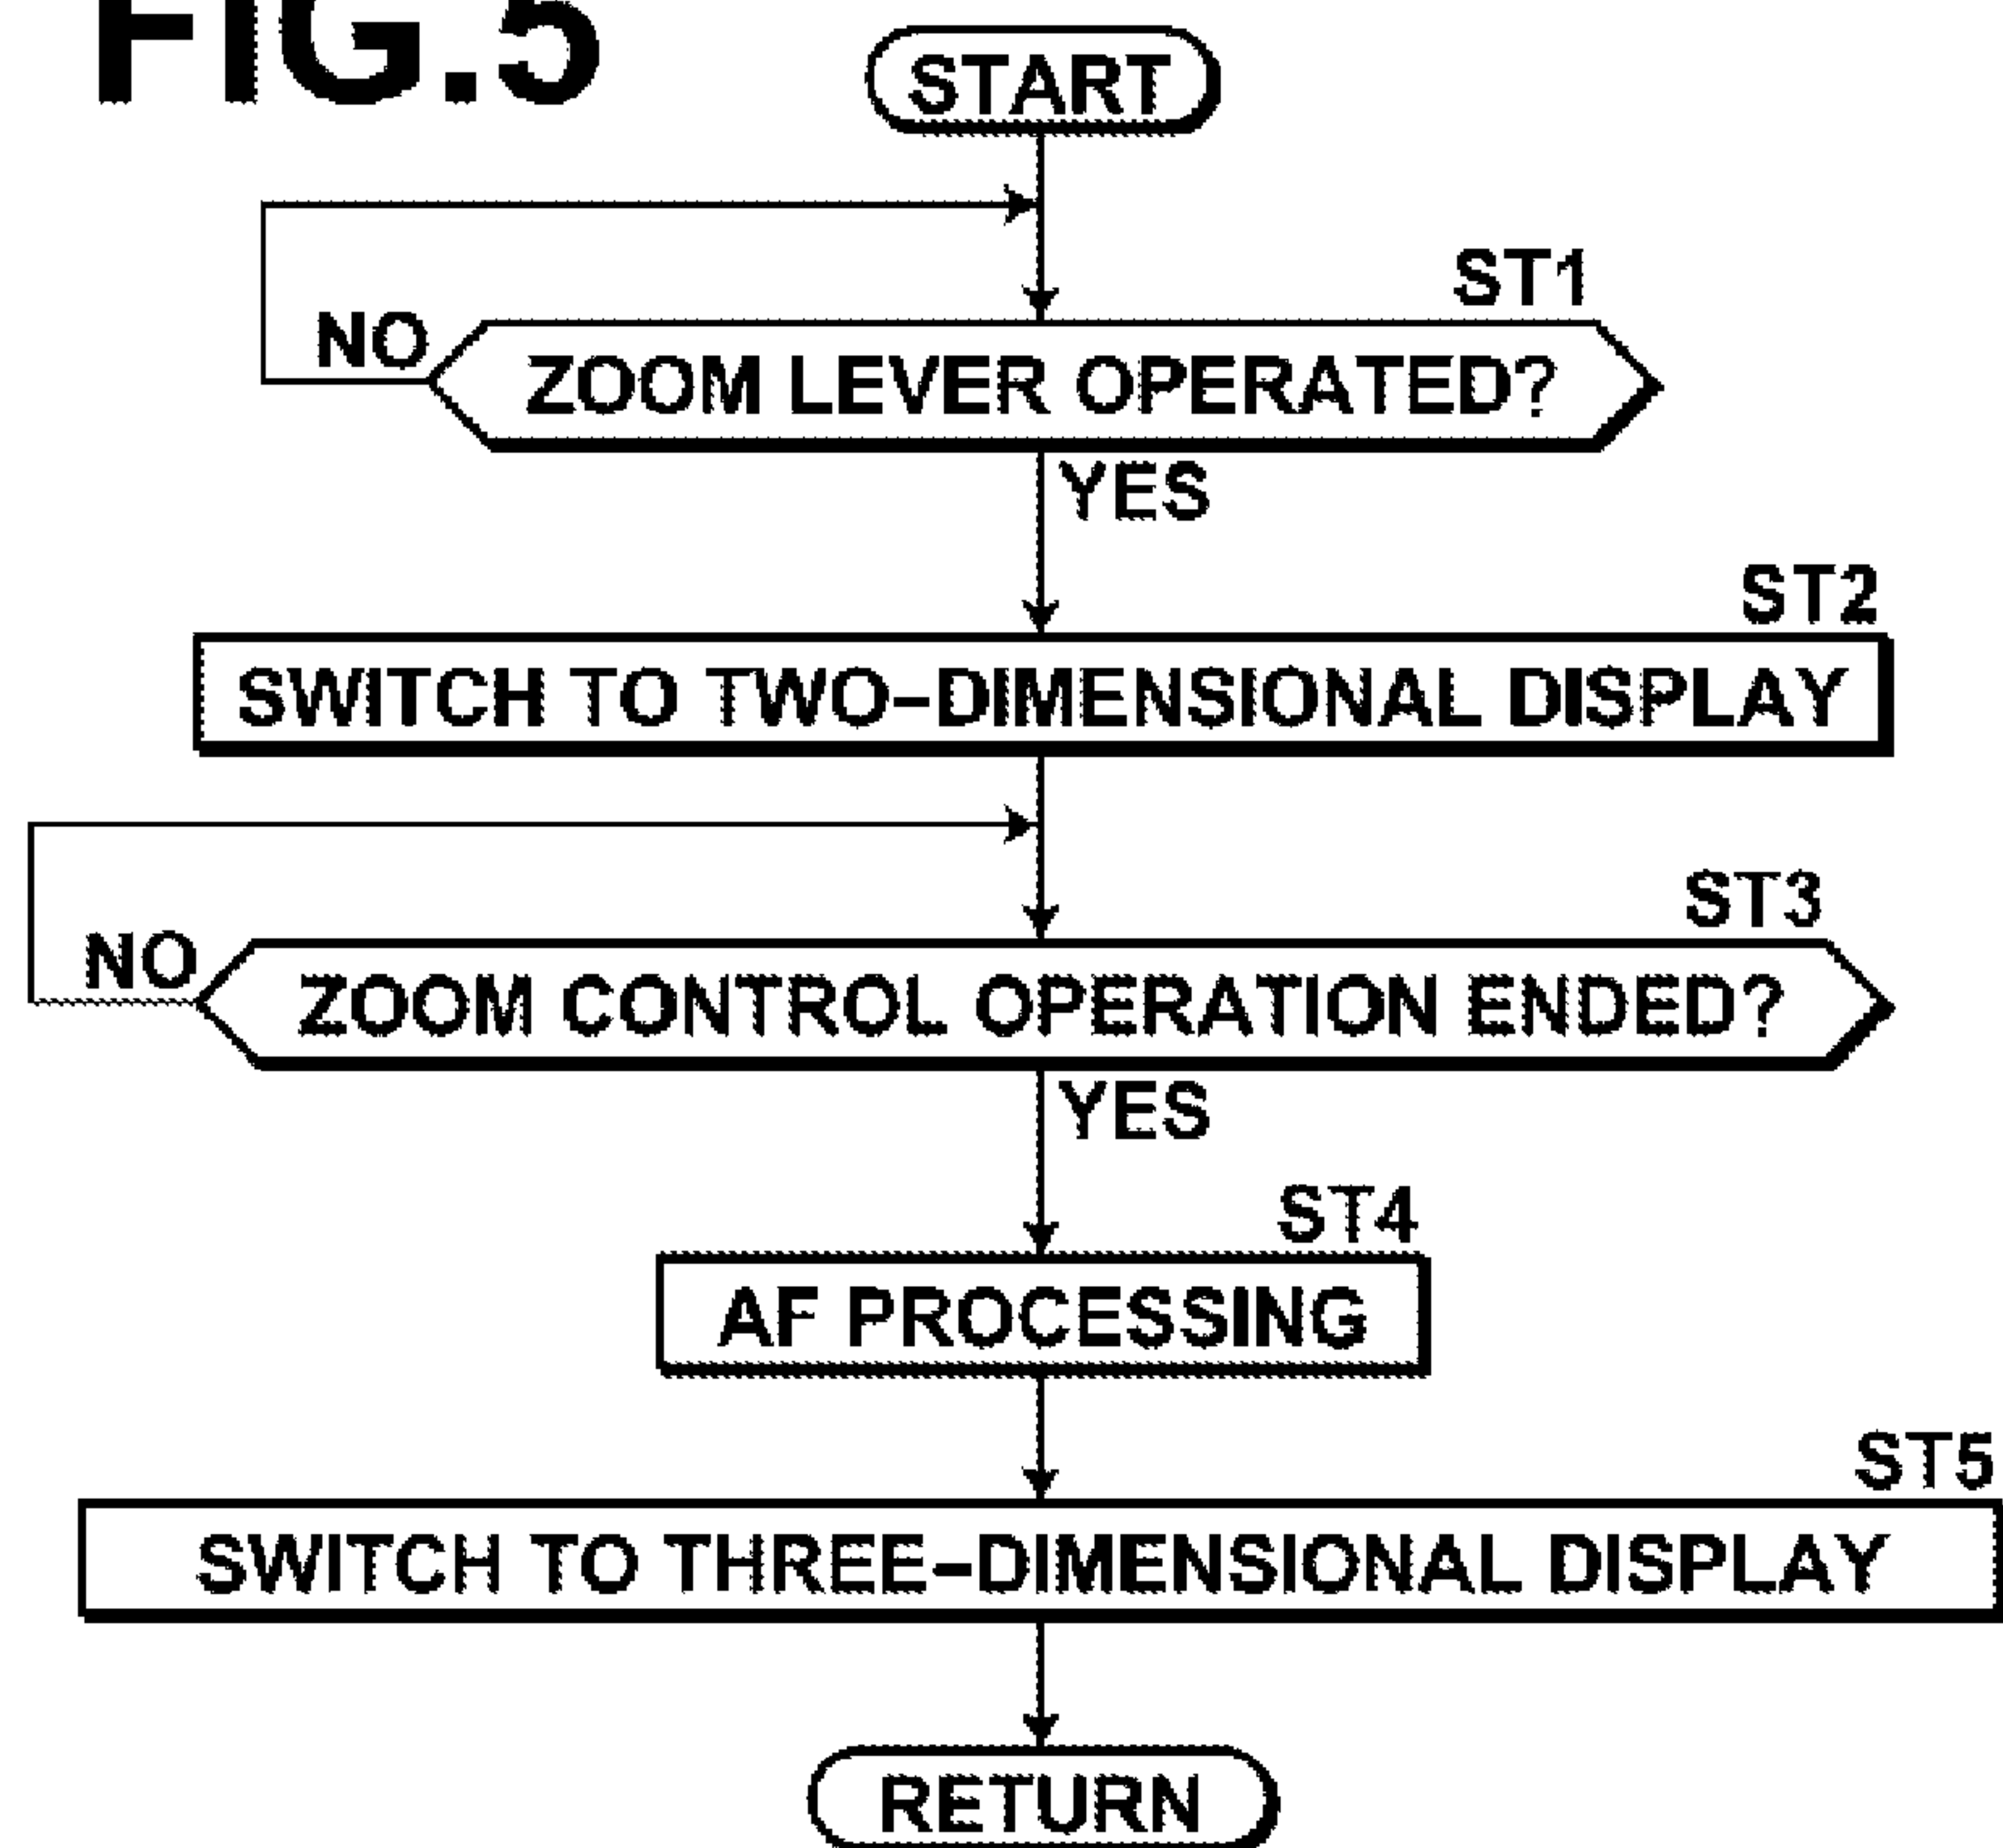 FIG.5
START
ST1
NO
ZOOM LEVER OPERATED?
YES
ST2
SWITCH TO TWO-DIMENSIONAL DISPLAY
ST3
NO
ZOOM CONTROL OPERATION ENDED?
YES
ST4
AF PROCESSING
ST5
SWITCH TO THREE-DIMENSIONAL DISPLAY
RETURN